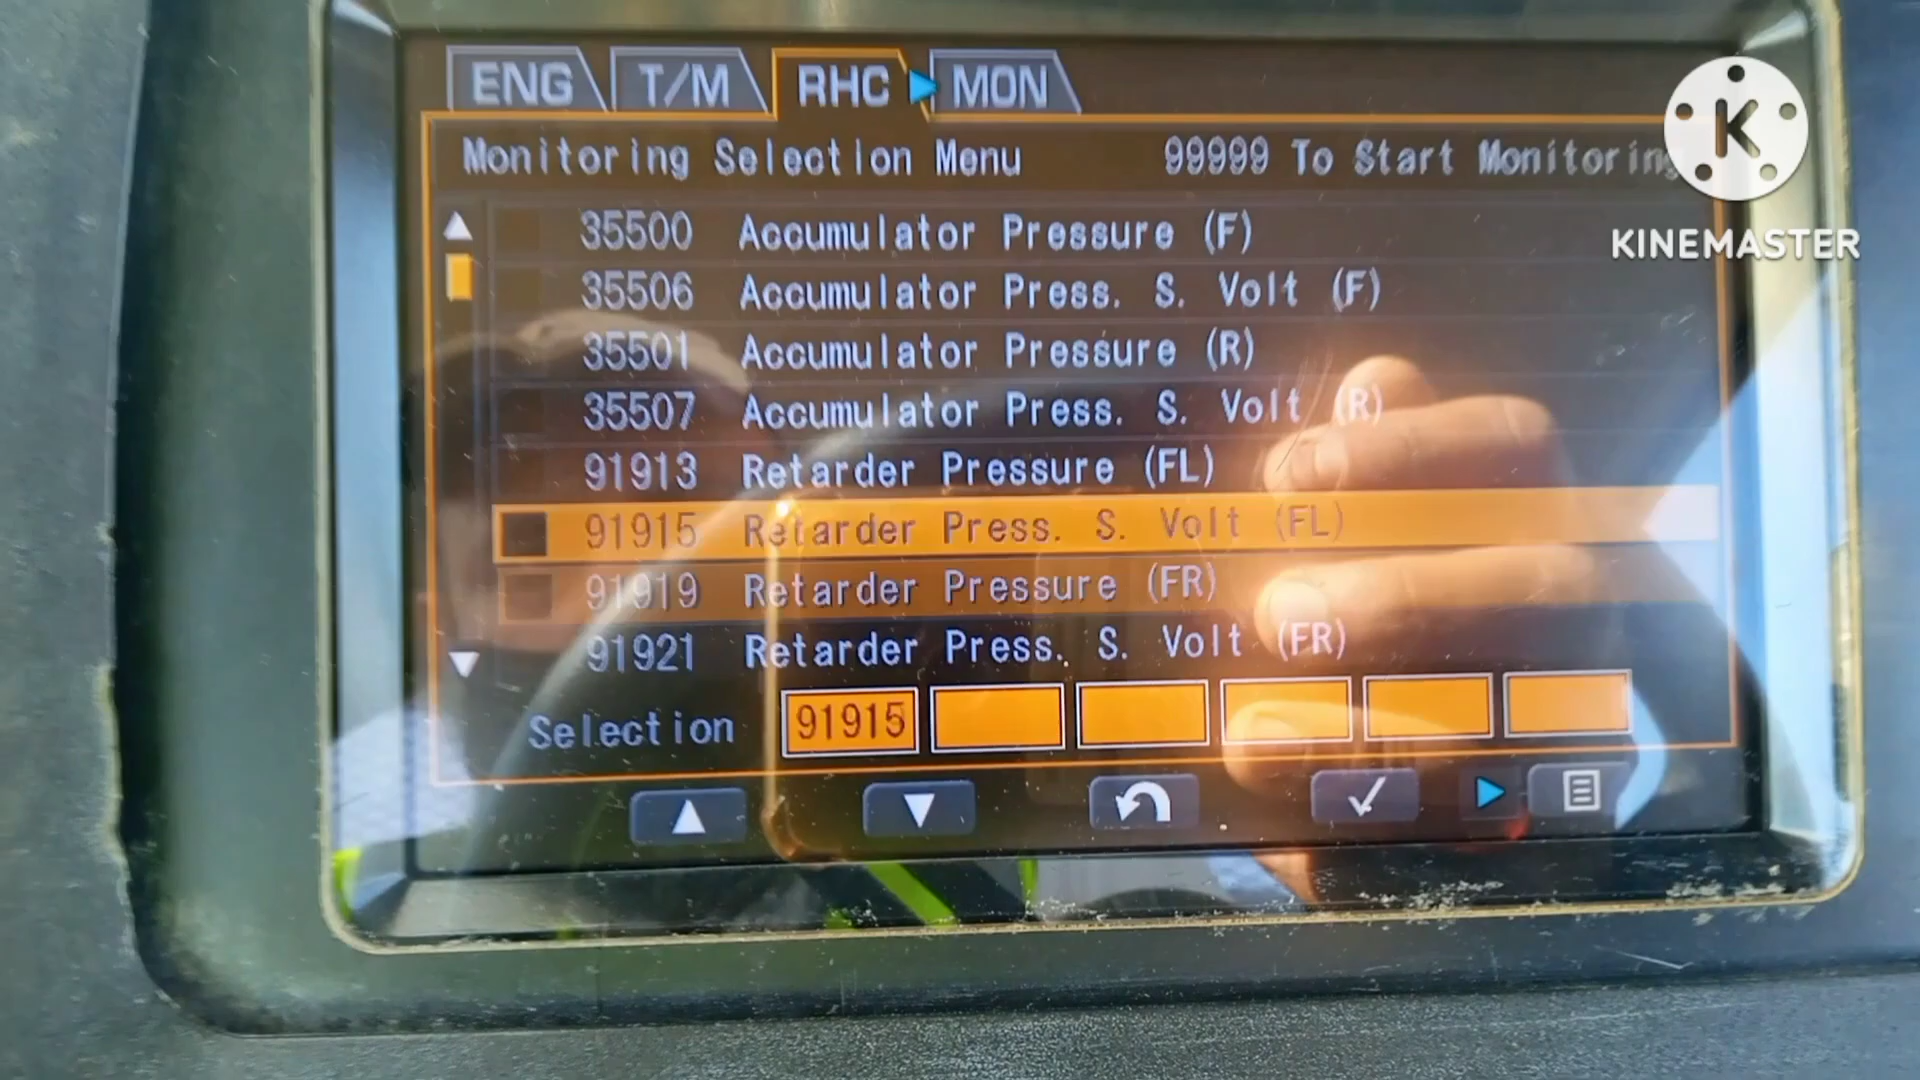 ENG T/M RHC MON
Monitoring Selection Menu 99999 To Start Monitoring
35500 Accumulator Pressure (F)
35506 Accumulator Press. S. Volt (F)
35501 Accumulator Pressure (R)
35507 Accumulator Press. S. Volt (R)
91913 Retarder Pressure (FL)
91915 Retarder Press. S. Volt (FL)
91919 Retarder Pressure (FR)
91921 Retarder Press. S. Volt (FR)
Selection 91915
K
KINEMASTER